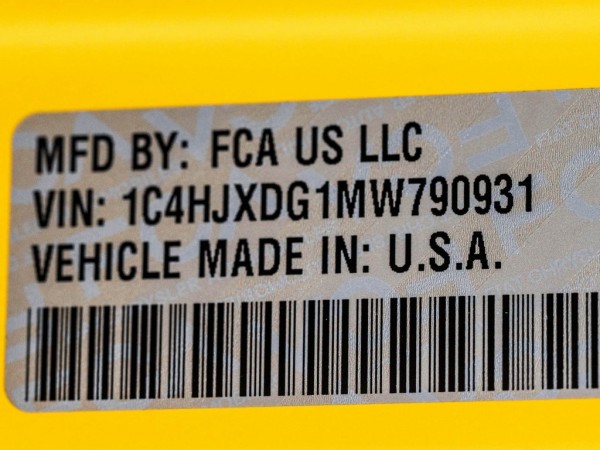 MFD BY: FCA US LLC
VIN: 1C4HJXDG1MW790931
VEHICLE MADE IN: U.S.A.